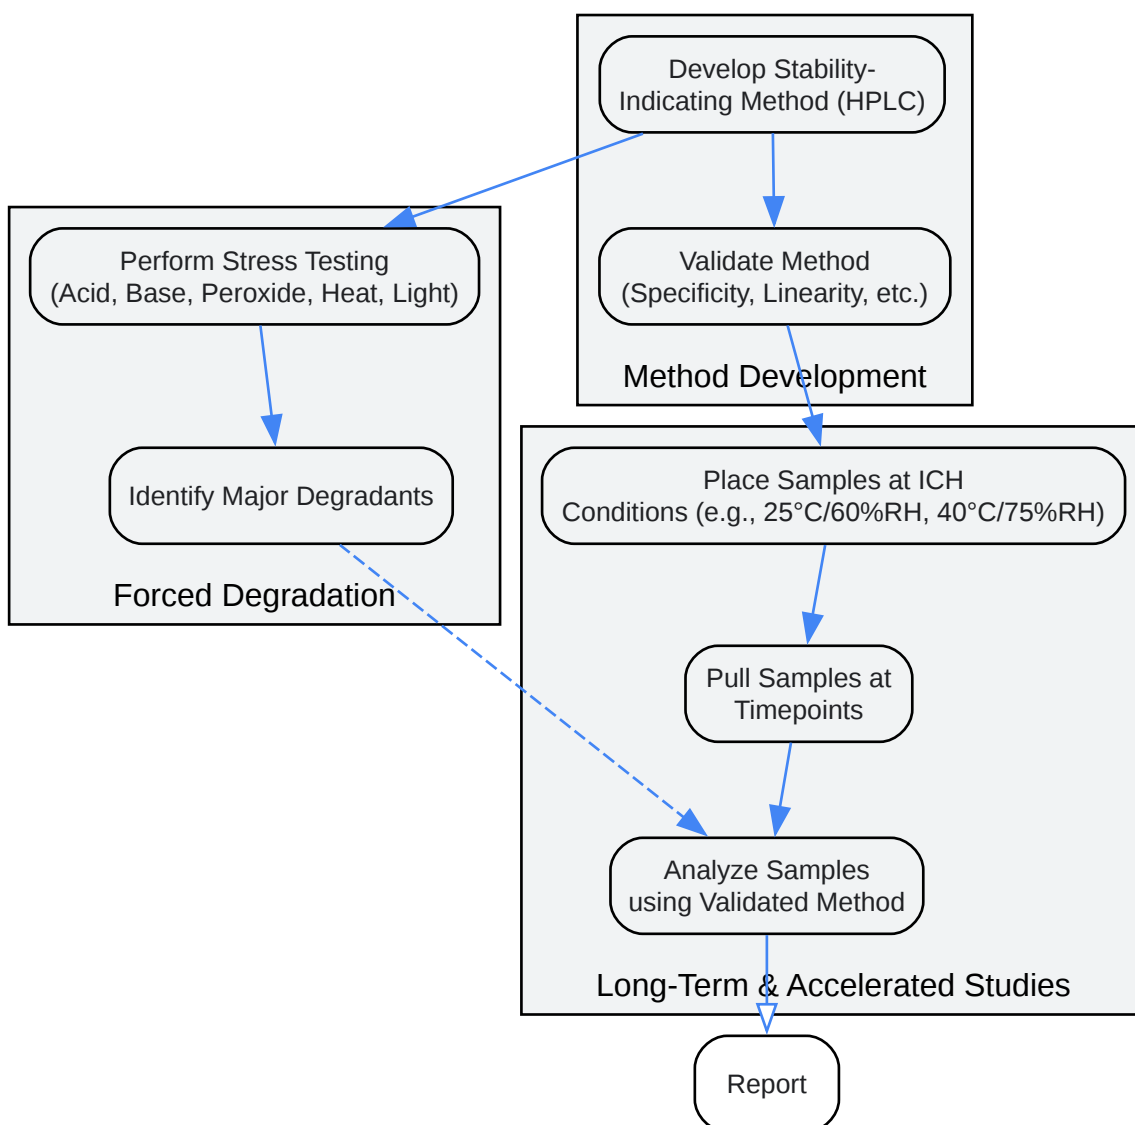 Develop Stability-
Indicating Method (HPLC)
Perform Stress Testing
(Acid, Base, Peroxide, Heat, Light)
Validate Method
(Specificity, Linearity, etc.)
Method Development
Identify Major Degradants
Forced Degradation
Place Samples at ICH
Conditions (e.g., 25°C/60%RH, 40°C/75%RH)
Pull Samples at
Timepoints
Analyze Samples
using Validated Method
Long-Term & Accelerated Studies
Report